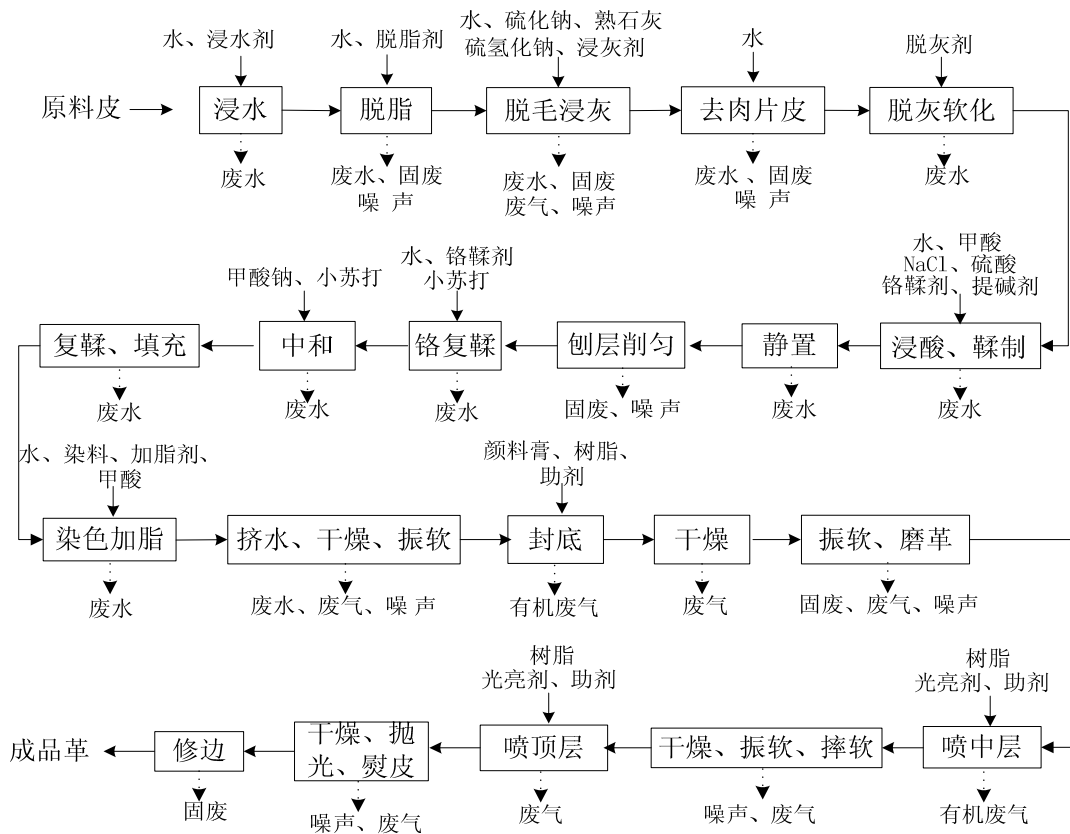 水、浸水剂
水、脱脂剂
水、硫化钠、熟石灰
硫氢化钠、浸灰剂
水
脱灰剂
原料皮
浸水
脱脂
脱毛浸灰
去肉片皮
脱灰软化
废水
废水、固废
噪 声
废水、固废
废气、噪声
废水 、固废
噪声
废水
水、甲酸
NaCl、硫酸
铬鞣剂、提碱剂
水、铬鞣剂
小苏打
甲酸钠、小苏打
浸酸、鞣制
静置
刨层削匀
铬复鞣
中和
复鞣、填充
废水
废水
固废、噪 声
废水
废水
废水
水、染料、加脂剂、
甲酸
颜料膏、树脂、
助剂
染色加脂
挤水、干燥、振软
封底
干燥
振软、磨革
废水
废水、废气、噪 声
有机废气
废气
固废、废气、噪声
树脂
光亮剂、助剂
树脂
光亮剂、助剂
喷中层
干燥、振软、摔软
喷顶层
干燥、抛
光、熨皮
修边
成品革
有机废气
噪声、废气
废气
噪声、废气
固废